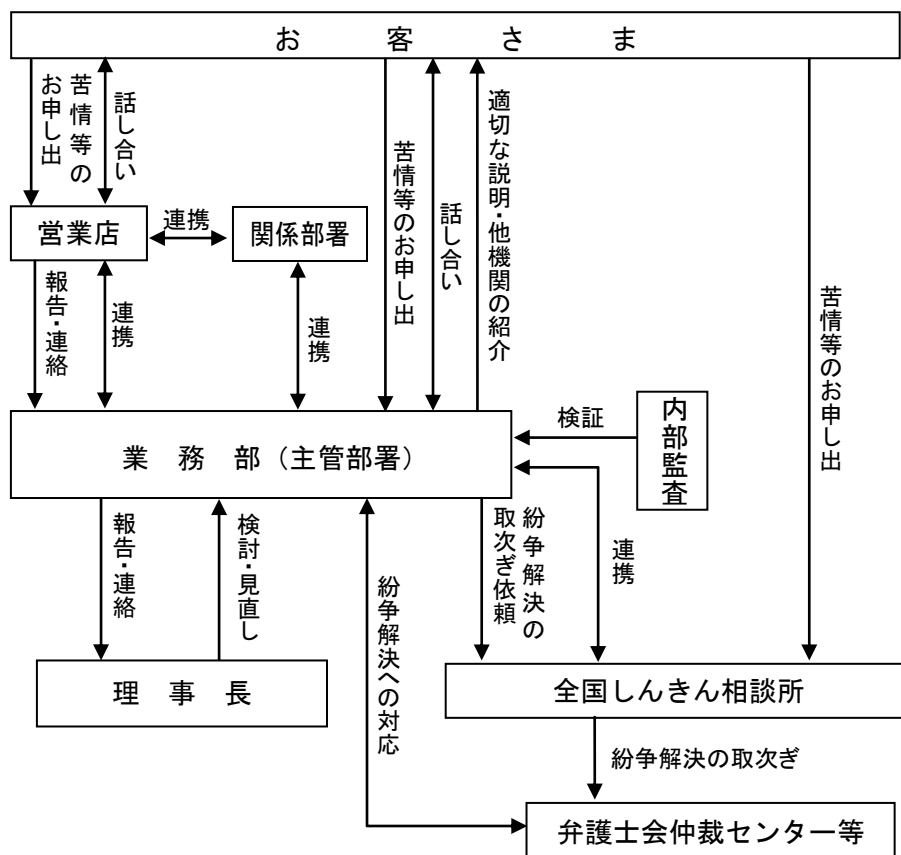 お客さま
苦情等の
お申し出
話し合い
苦情等のお申し出
話し合い
適切な説明・他機関の紹介
苦情等のお申し出
営業店
連携
関係部署
報告・連絡
連携
連携
業務部（主管部署）
検証
内部監査
報告・連絡
検討・見直し
紛争解決への対応
紛争解決の
取次ぎ依頼
連携
理事長
全国しんきん相談所
紛争解決の取次ぎ
弁護士会仲裁センター等